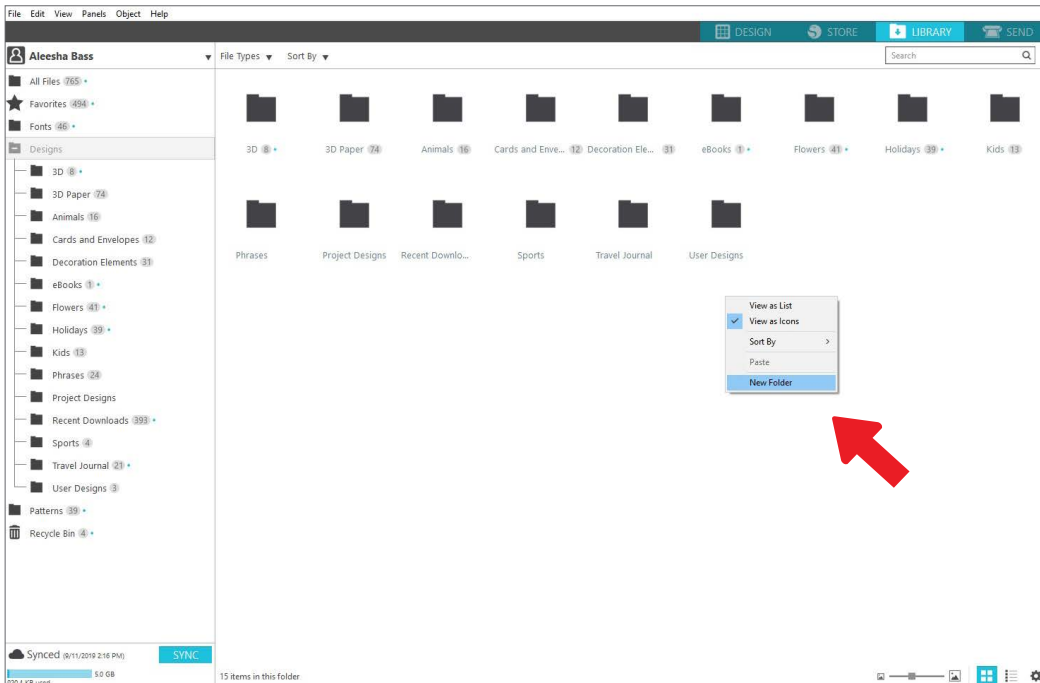 File Edit View Panels Object Help
DESIGN STORE LIBRARY SEND
Aleesha Bass
File Types Sort By
Search
All Files 765
Favorites 494
Fonts 46
Designs
3D 8
3D Paper 74
Animals 16
Cards and Envelopes 12
Decoration Elements 31
eBooks 1
Flowers 41
Holidays 39
Kids 13
Phrases 24
Project Designs
Recent Downloads 393
Sports 4
Travel Journal 21
User Designs 3
Patterns 39
Recycle Bin 4
3D 8 3D Paper 74 Animals 16 Cards and Enve... 12 Decoration Ele... 31 eBooks 1 Flowers 41 Holidays 39 Kids 13
Phrases Project Designs Recent Downlo... Sports Travel Journal User Designs
View as List
View as Icons
Sort By
Paste
New Folder
Synced (9/11/2019 2:16 PM) SYNC
5.0 GB
KB used
15 items in this folder